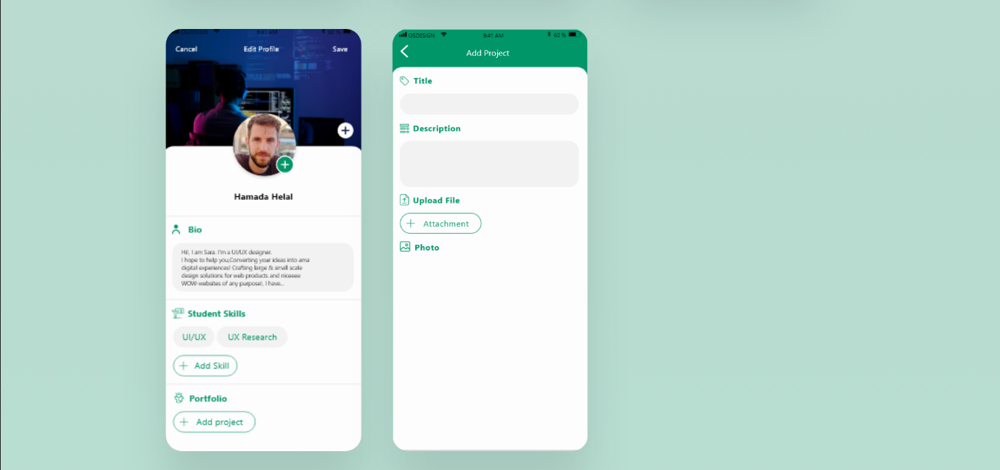 OSDESIGN 9:41 AM 60 %
Cancel Edit Profile Save
Hamada Helal
Bio
Hi!, I am Sara. I'm a UI/UX designer.
I hope to help you,Converting your ideas into ama
digital experiences! Crafting large & small scale
design solutions for web products and niceeee
WOW-websites of any purpose!, I have...
Student Skills
UI/UX UX Research
+ Add Skill
Portfolio
+ Add project
OSDESIGN 9:41 AM 60 %
Add Project
Title
Description
Upload File
+ Attachment
Photo